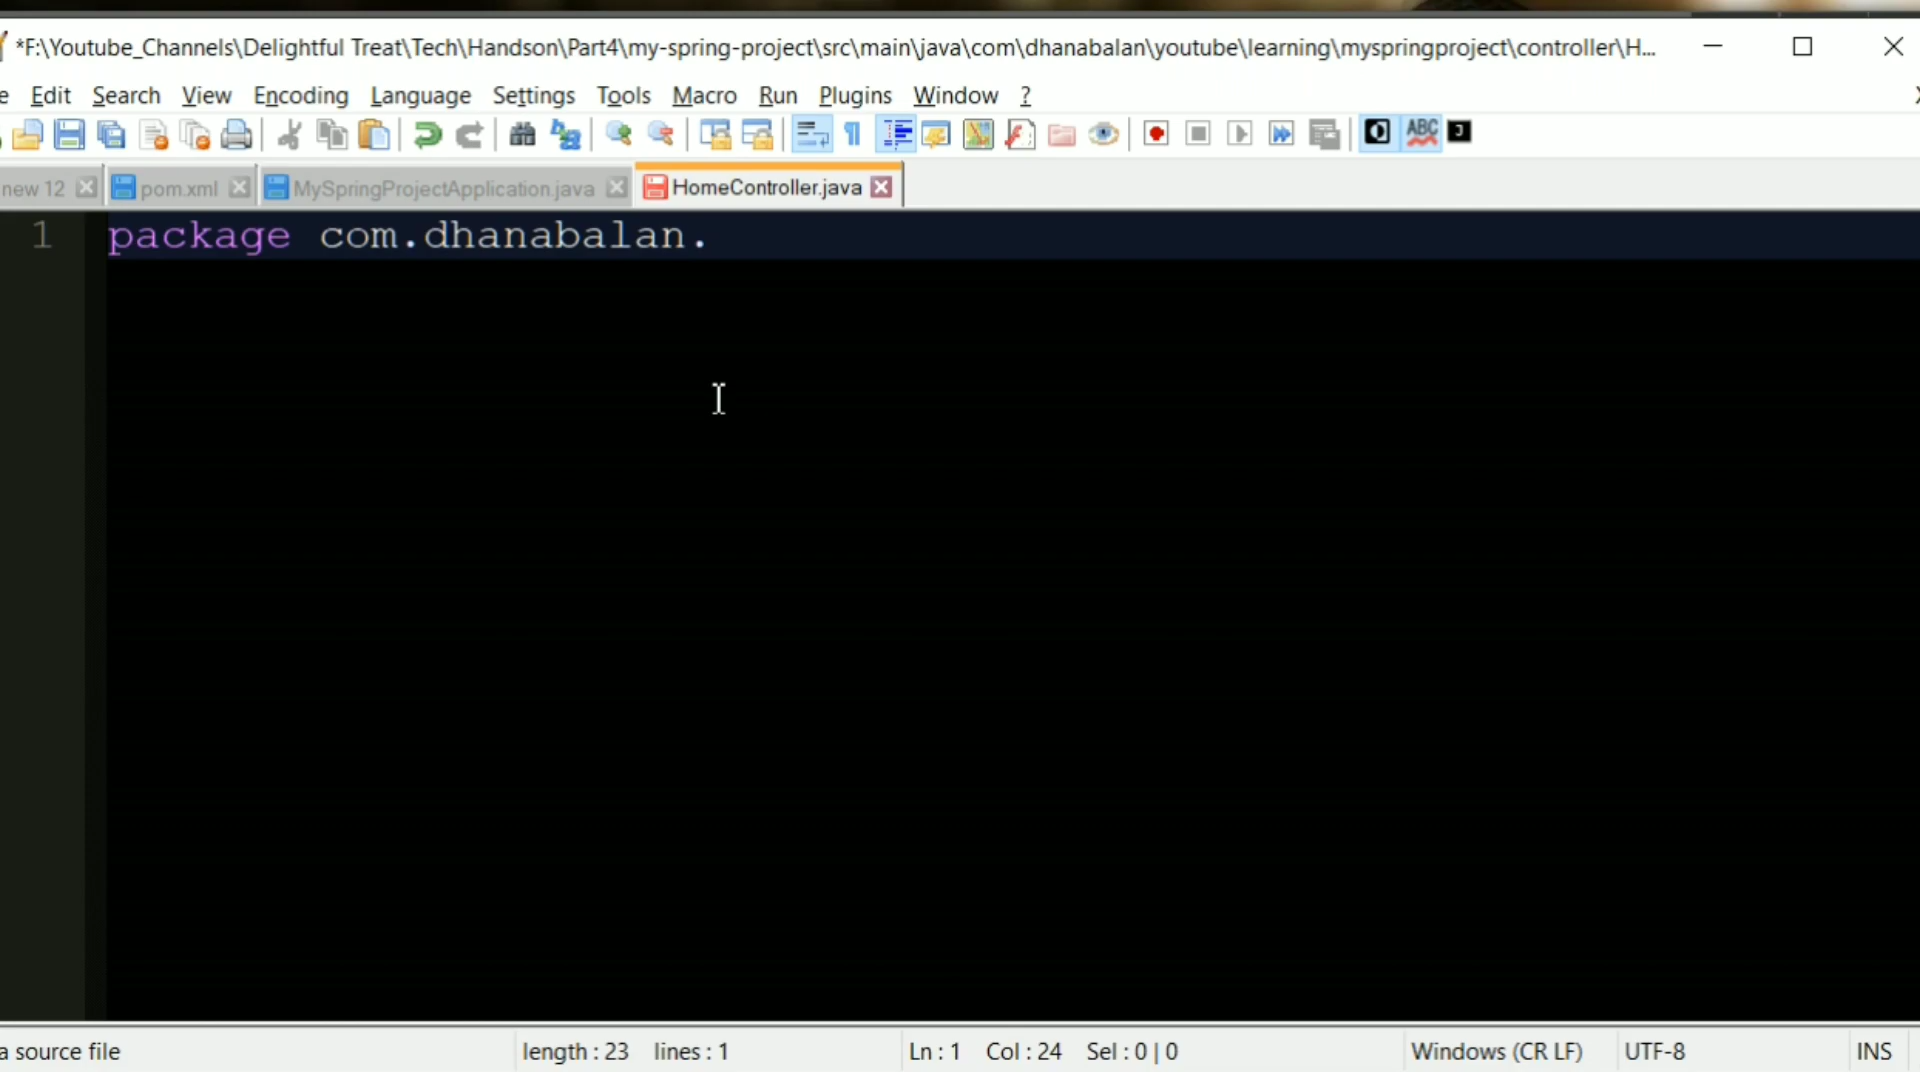 *F:\Youtube_Channels\Delightful Treat\Tech\Handson\Part4\my-spring-project\src\main\java\com\dhanabalan\youtube\learning\myspringproject\controller\H...
e Edit Search View Encoding Language Settings Tools Macro Run Plugins Window ?
ABC J
new 12 pom.xml MySpringProjectApplication.java HomeController.java
1 package com.dhanabalan.
a source file length : 23 lines : 1 Ln : 1 Col : 24 Sel : 0 | 0 Windows (CR LF) UTF-8 INS